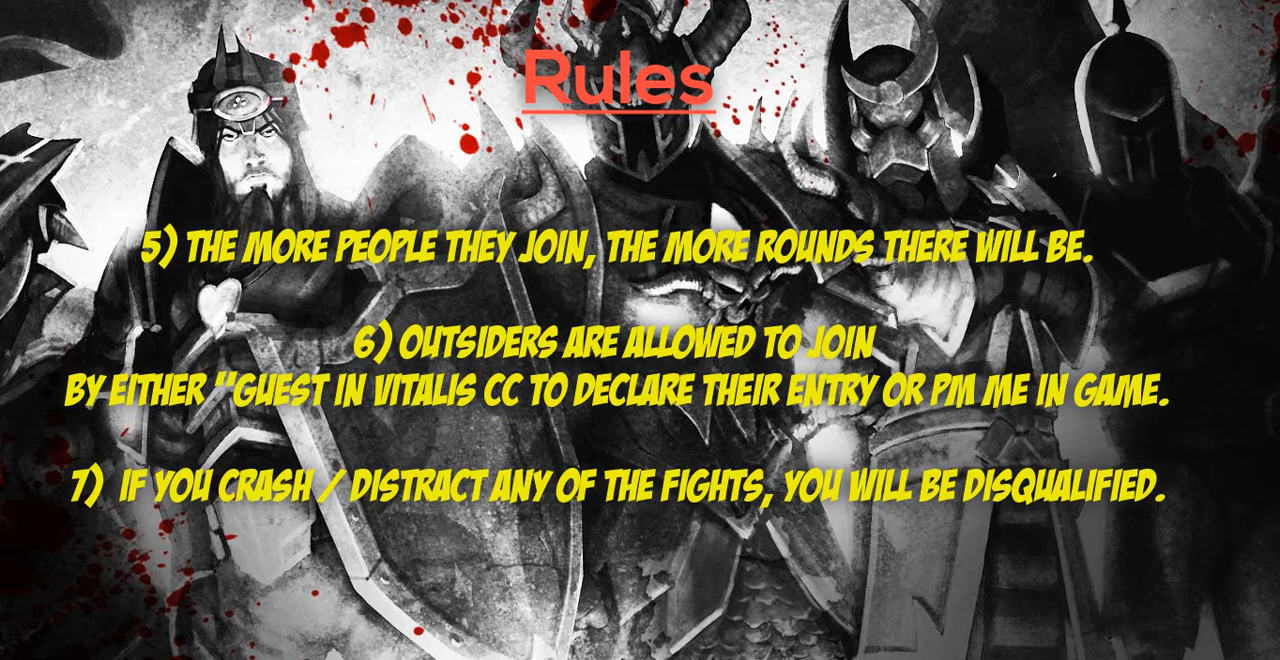 Rules
5) THE MORE PEOPLE THEY JOIN, THE MORE ROUNDS THERE WILL BE.
6) OUTSIDERS ARE ALLOWED TO JOIN
BY EITHER "GUEST IN VITALIS CC TO DECLARE THEIR ENTRY OR PM ME IN GAME.
7) IF YOU CRASH / DISTRACT ANY OF THE FIGHTS, YOU WILL BE DISQUALIFIED.